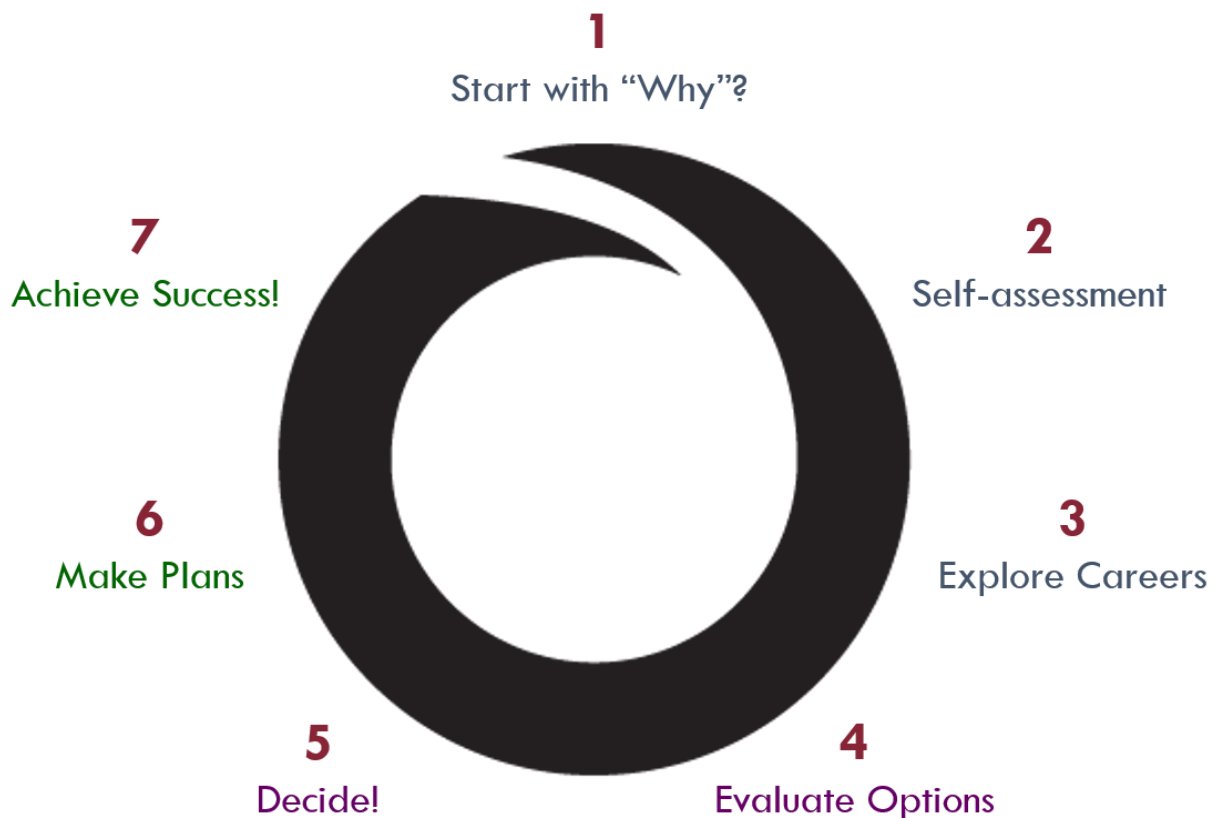 1
Start with “Why”?
2
Self-assessment
3
Explore Careers
4
Evaluate Options
5
Decide!
6
Make Plans
7
Achieve Success!